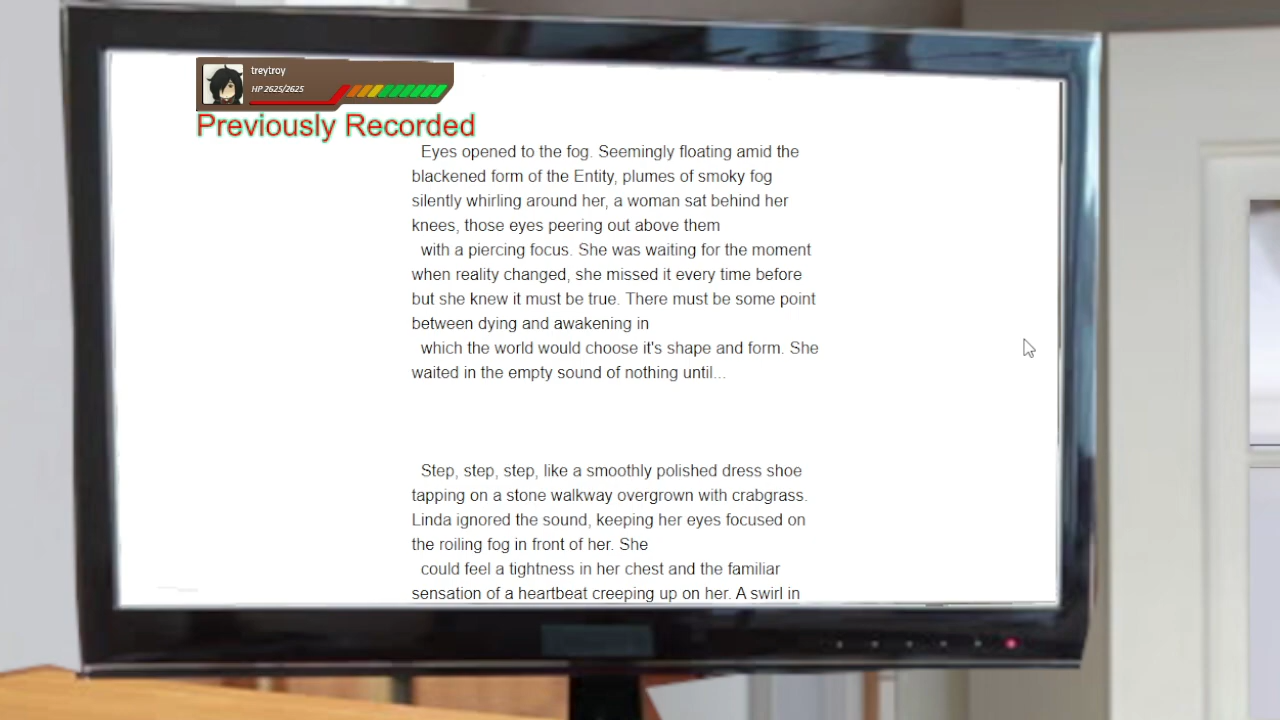 treytroy
HP 2625/2625
Previously Recorded
Eyes opened to the fog. Seemingly floating amid the
blackened form of the Entity, plumes of smoky fog
silently whirling around her, a woman sat behind her
knees, those eyes peering out above them
with a piercing focus. She was waiting for the moment
when reality changed, she missed it every time before
but she knew it must be true. There must be some point
between dying and awakening in
which the world would choose it's shape and form. She
waited in the empty sound of nothing until...
Step, step, step, like a smoothly polished dress shoe
tapping on a stone walkway overgrown with crabgrass.
Linda ignored the sound, keeping her eyes focused on
the roiling fog in front of her. She
could feel a tightness in her chest and the familiar
sensation of a heartbeat creeping up on her. A swirl in